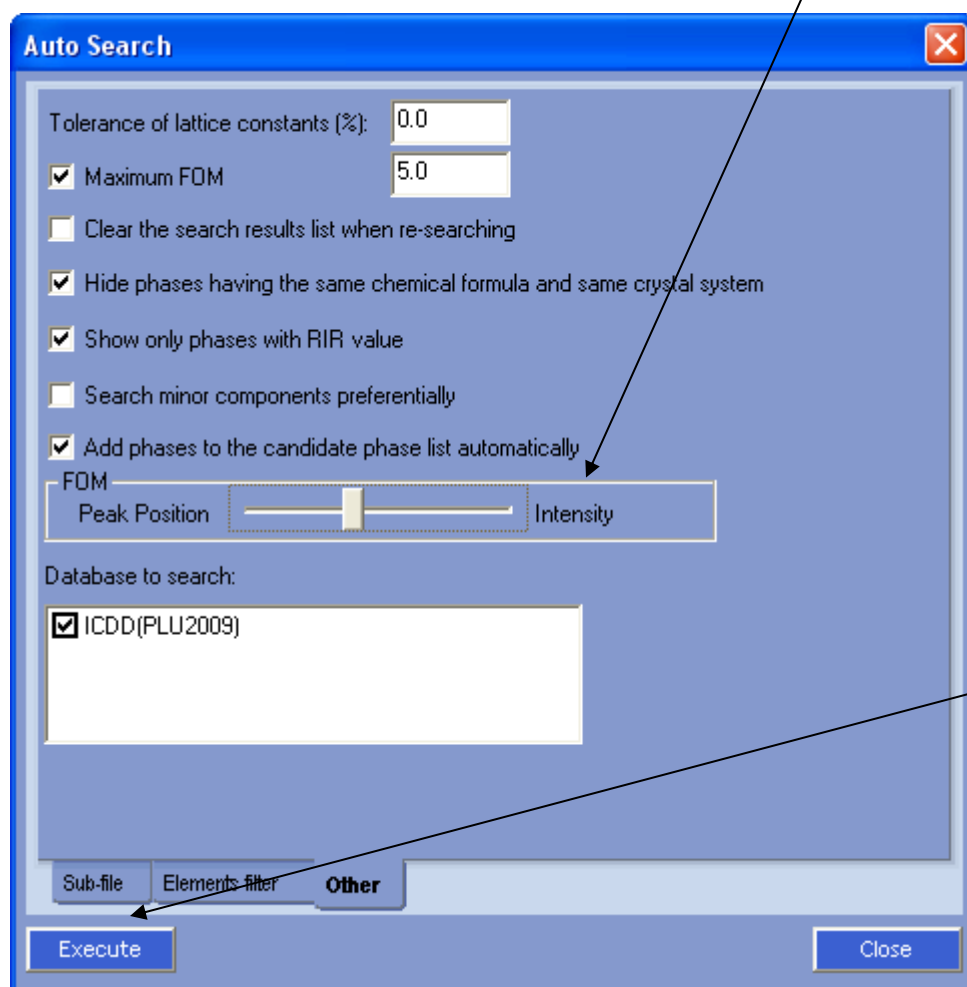 Auto Search
Tolerance of lattice constants (%): 0.0
Maximum FOM 5.0
Clear the search results list when re-searching
Hide phases having the same chemical formula and same crystal system
Show only phases with RIR value
Search minor components preferentially
Add phases to the candidate phase list automatically
FOM
Peak Position Intensity
Database to search:
ICDD(PLU2009)
Sub-file Elements filter Other
Execute Close